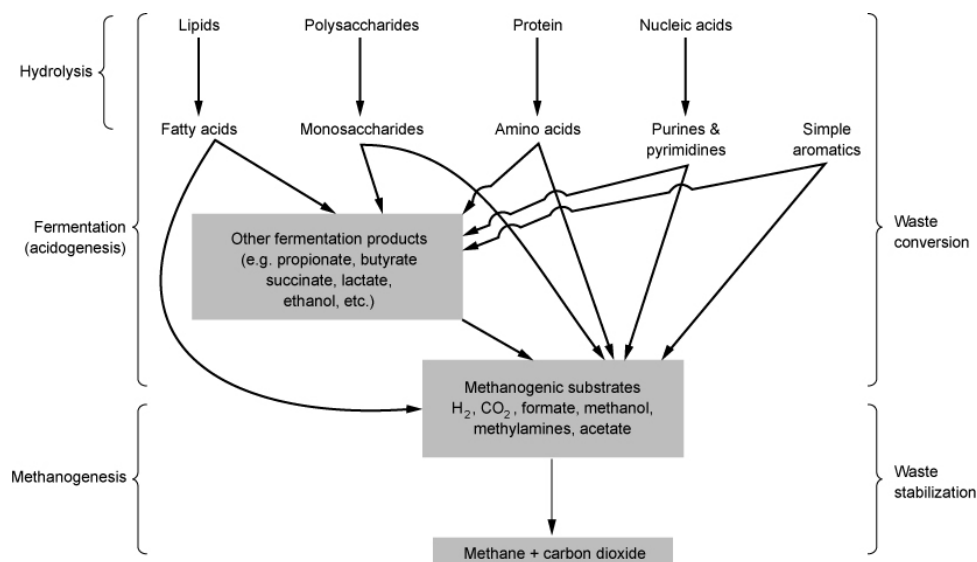 Lipids
Polysaccharides
Protein
Nucleic acids
Hydrolysis
Fatty acids
Monosaccharides
Amino acids
Purines &
pyrimidines
Simple
aromatics
Fermentation
(acidogenesis)
Other fermentation products
(e.g. propionate, butyrate
succinate, lactate,
ethanol, etc.)
Waste
conversion
Methanogenic substrates
H₂, CO₂, formate, methanol,
methylamines, acetate
Methanogenesis
Waste
stabilization
Methane + carbon dioxide